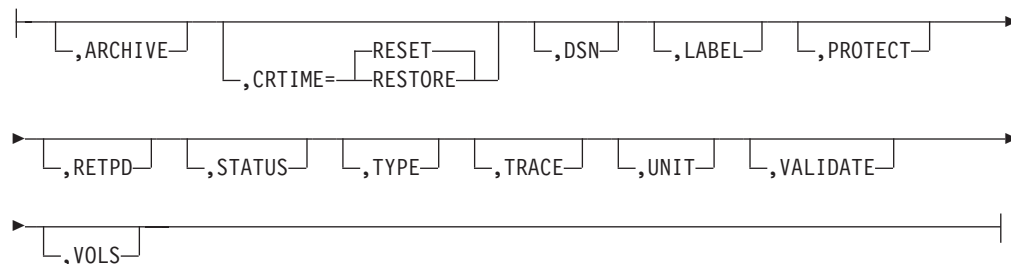 ,ARCHIVE ,CRTIME= RESET ,DSN ,LABEL ,PROTECT
RESTORE
,RETPD ,STATUS ,TYPE ,TRACE ,UNIT ,VALIDATE
,VOLS